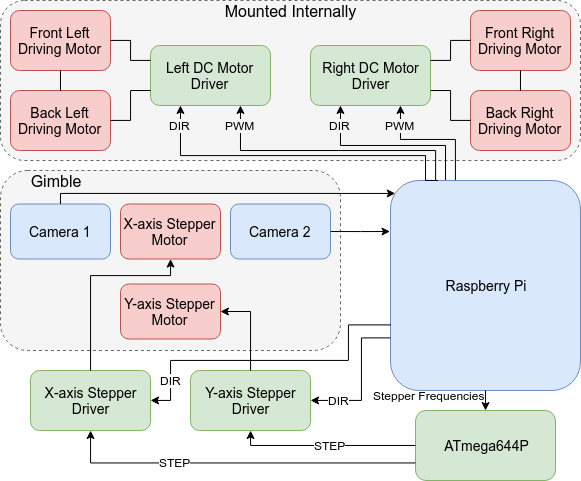 Mounted Internally
Front Left
Driving Motor
Back Left
Driving Motor
Left DC Motor
Driver
Right DC Motor
Driver
Front Right
Driving Motor
Back Right
Driving Motor
DIR
PWM
DIR
PWM
Gimble
Camera 1
X-axis Stepper
Motor
Camera 2
Y-axis Stepper
Motor
Raspberry Pi
X-axis Stepper
Driver
DIR
Y-axis Stepper
Driver
DIR
Stepper Frequencies
ATmega644P
STEP
STEP